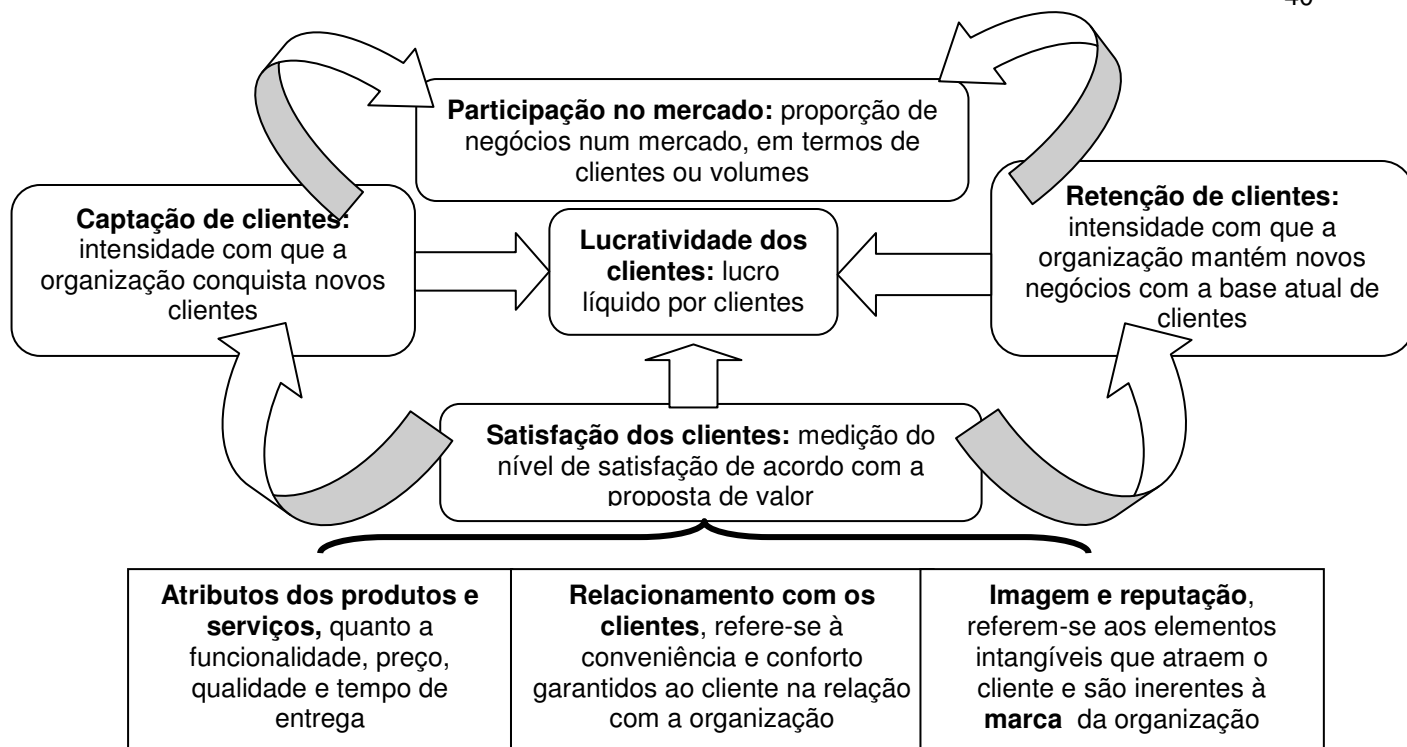 Participação no mercado: proporção de
negócios num mercado, em termos de
clientes ou volumes
Captação de clientes:
intensidade com que a
organização conquista novos
clientes
Lucratividade dos
clientes: lucro
líquido por clientes
Retenção de clientes:
intensidade com que a
organização mantém novos
negócios com a base atual de
clientes
Satisfação dos clientes: medição do
nível de satisfação de acordo com a
proposta de valor
Atributos dos produtos e
serviços, quanto a
funcionalidade, preço,
qualidade e tempo de
entrega
Relacionamento com os
clientes, refere-se à
conveniência e conforto
garantidos ao cliente na relação
com a organização
Imagem e reputação,
referem-se aos elementos
intangíveis que atraem o
cliente e são inerentes à
marca da organização